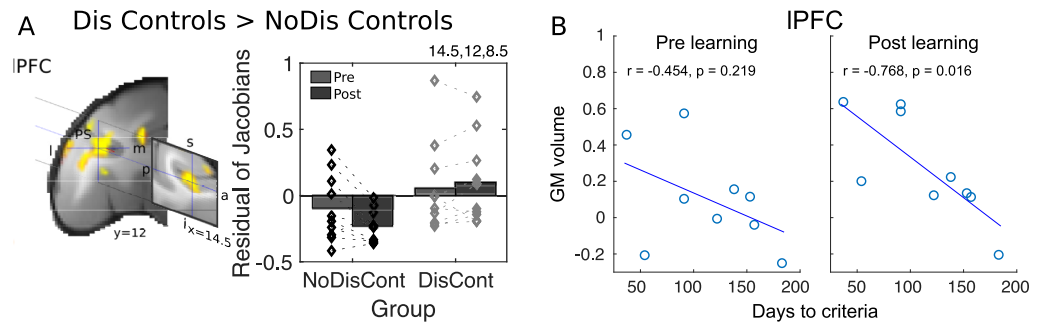 A
Dis Controls > NoDis Controls
lPFC
PS
l
m
s
p
a
i
y=12
x=14.5
14.5,12,8.5
Residual of Jacobians
1
0.5
0
-0.5
Pre
Post
NoDisCont
DisCont
Group
B
lPFC
Pre learning
Post learning
r = -0.454, p = 0.219
r = -0.768, p = 0.016
GM volume
1
0.8
0.6
0.4
0.2
0
-0.2
50
100
150
200
50
100
150
200
Days to criteria